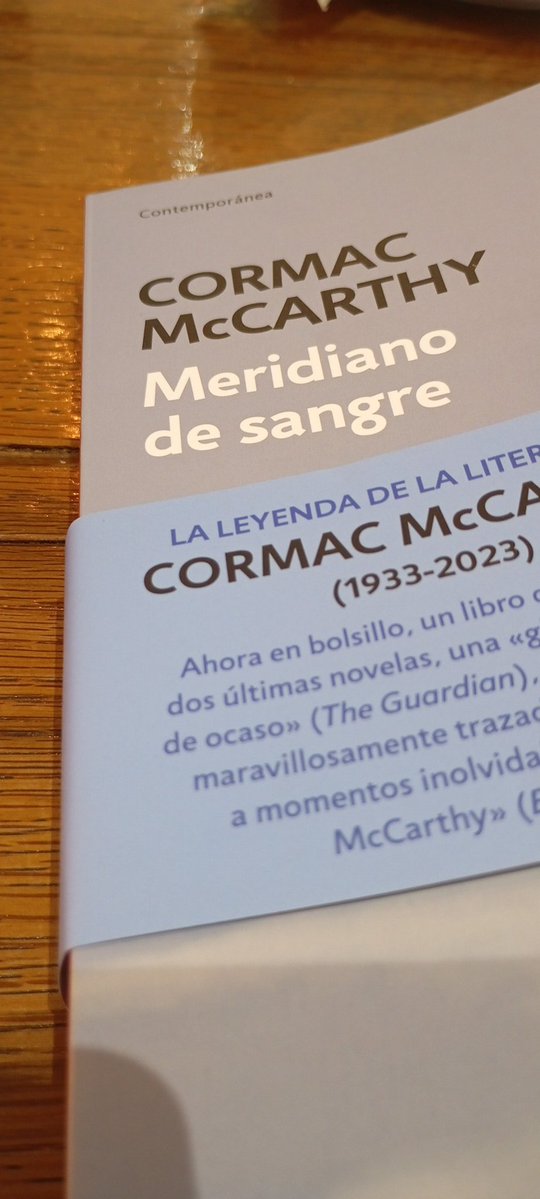 Contemporánea
CORMAC
McCARTHY
Meridiano
de sangre
LA LEYENDA DE LA LITER
CORMAC McCA
(1933-2023)
Ahora en bolsillo, un libro
dos últimas novelas, una «g
de ocaso» (The Guardian),
maravillosamente trazad
a momentos inolvida
McCarthy» (E